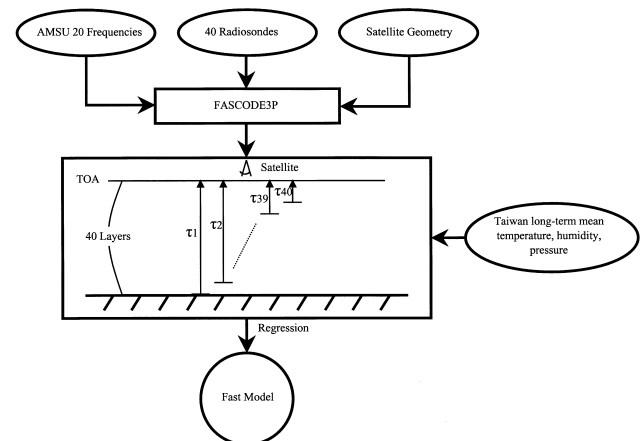 AMSU 20 Frequencies
40 Radiosondes
Satellite Geometry
FASCODE3P
Satellite
TOA
τ39
τ40
τ1
τ2
40 Layers
Taiwan long-term mean
temperature, humidity,
pressure
Regression
Fast Model